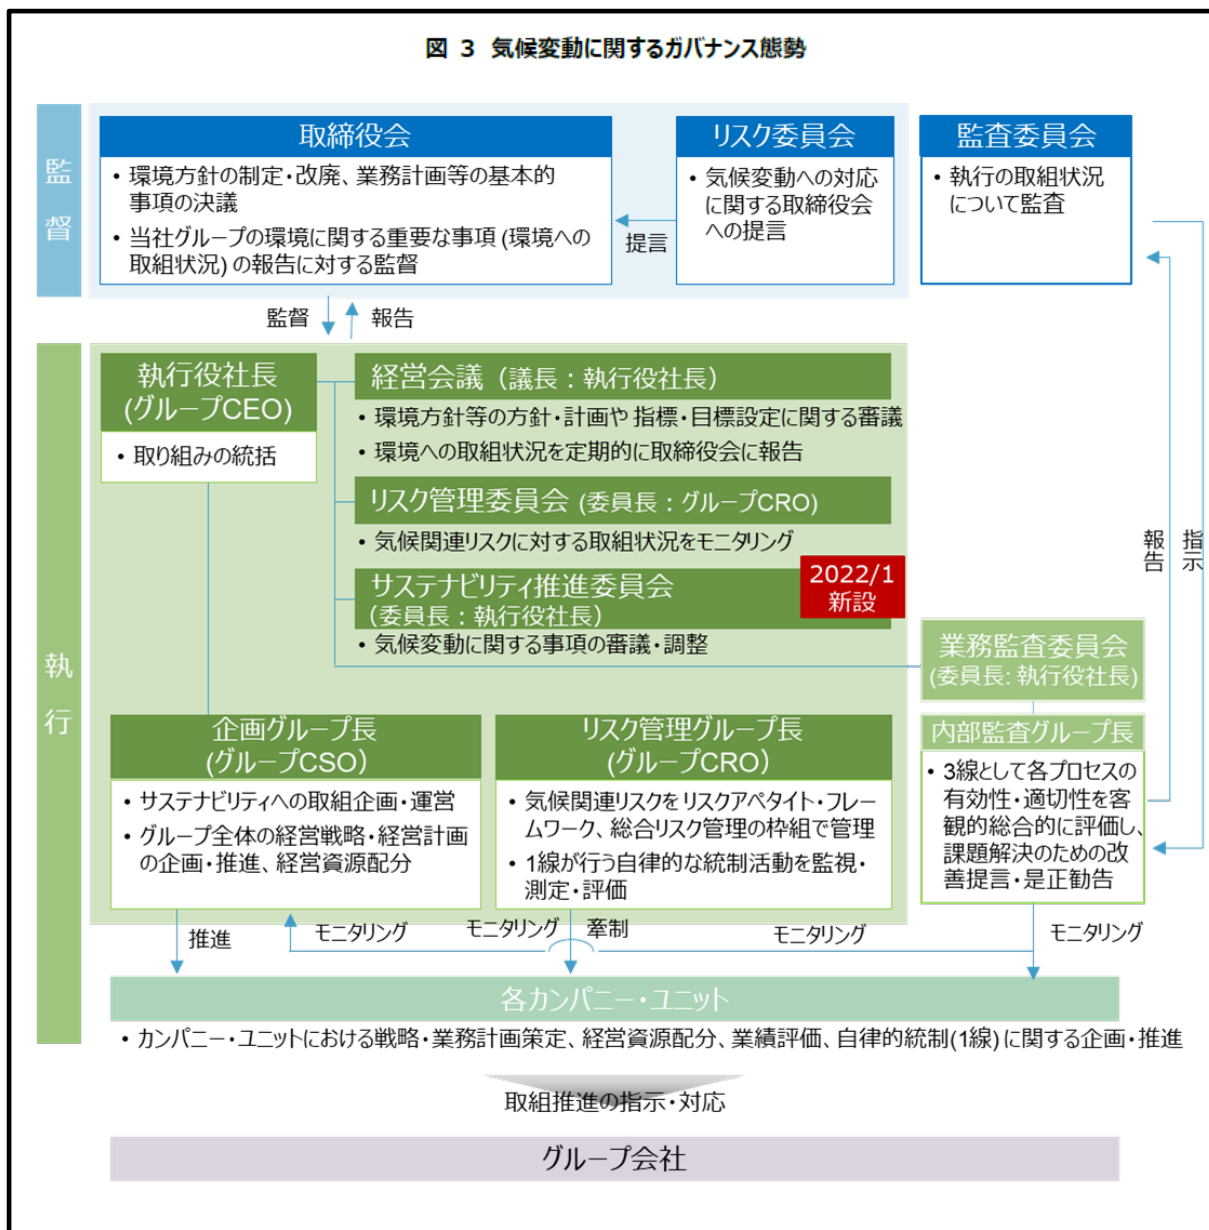 図 3 気候変動に関するガバナンス態勢
監督
取締役会
・環境方針の制定・改廃、業務計画等の基本的
事項の決議
・当社グループの環境に関する重要な事項 (環境への
取組状況) の報告に対する監督
提言
リスク委員会
・気候変動への対応
に関する取締役会
への提言
監査委員会
・執行の取組状況
について監査
監督
報告
執行
執行役社長
(グループCEO)
・取り組みの統括
経営会議（議長：執行役社長）
・環境方針等の方針・計画や 指標・目標設定に関する審議
・環境への取組状況を定期的に取締役会に報告
リスク管理委員会 (委員長：グループCRO)
・気候関連リスクに対する取組状況をモニタリング
サステナビリティ推進委員会
(委員長：執行役社長）
2022/1
新設
・気候変動に関する事項の審議・調整
報告
指示
業務監査委員会
(委員長: 執行役社長)
企画グループ長
(グループCSO）
・サステナビリティへの取組企画・運営
・グループ全体の経営戦略・経営計画
の企画・推進、経営資源配分
リスク管理グループ長
(グループCRO）
・気候関連リスクをリスクアペタイト・フレー
ムワーク、総合リスク管理の枠組で管理
・1線が行う自律的な統制活動を監視・
測定・評価
内部監査グループ長
・3線として各プロセスの
有効性・適切性を客
観的総合的に評価し、
課題解決のための改
善提言・是正勧告
推進
モニタリング
モニタリング
牽制
モニタリング
モニタリング
各カンパニー・ユニット
・カンパニー・ユニットにおける戦略・業務計画策定、経営資源配分、業績評価、自律的統制(1線)に関する企画・推進
取組推進の指示・対応
グループ会社